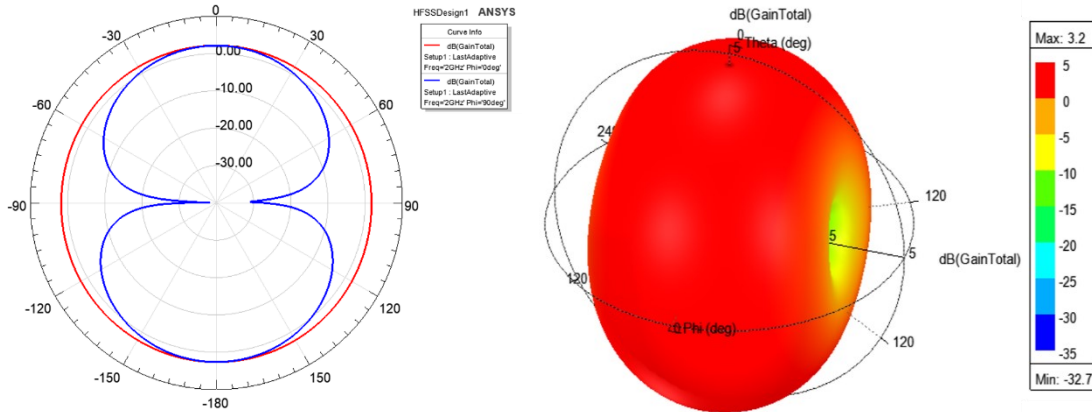 HFSSDesign1 ANSYS
Curve Info
dB(GainTotal)
Setup1 : LastAdaptive
Freq='2GHz' Phi='0deg'
dB(GainTotal)
Setup1 : LastAdaptive
Freq='2GHz' Phi='90deg'
0
-30
30
-60
60
-90
90
-120
120
-150
150
-180
0.00
-10.00
-20.00
-30.00
dB(GainTotal)
0
Theta (deg)
120
5
5
dB(GainTotal)
120
120
Phi (deg)
Max: 3.2
5
0
-5
-10
-15
-20
-25
-30
-35
Min: -32.7